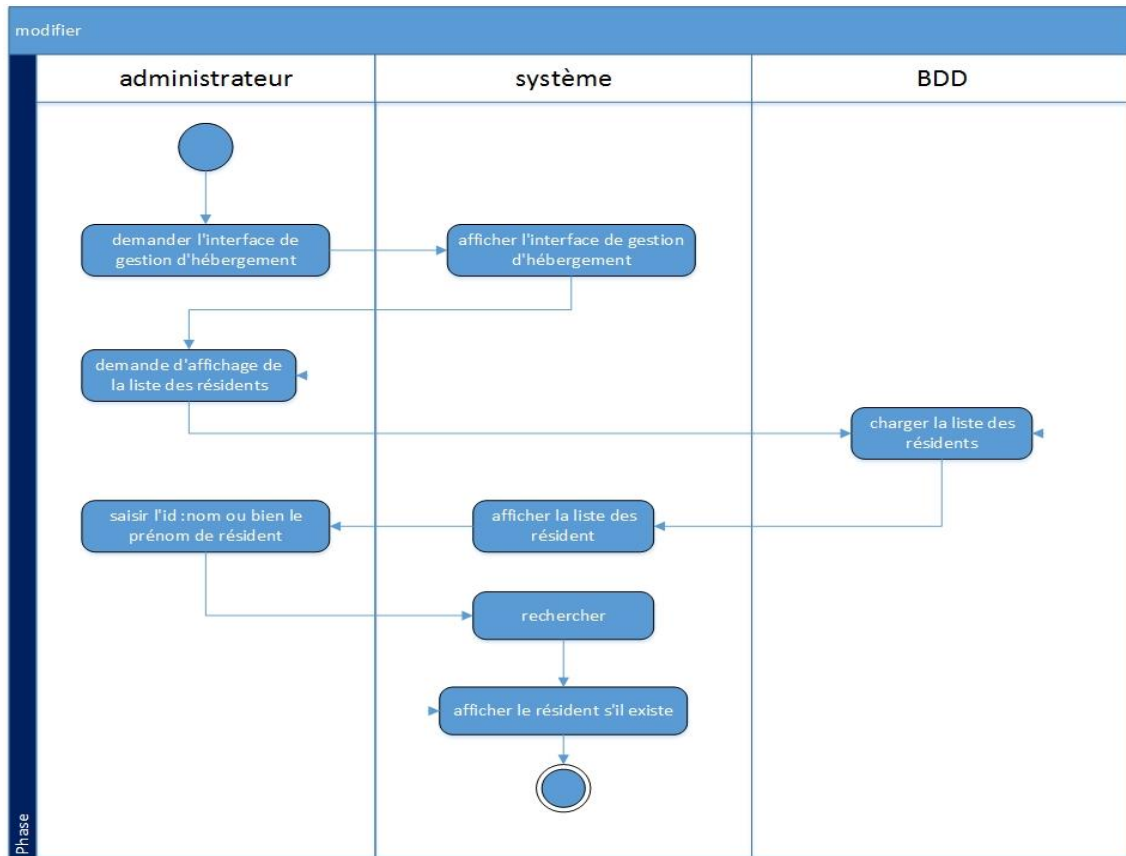 modifier
administrateur
système
BDD
demander l'interface de
gestion d'hébergement
afficher l'interface de gestion
d'hébergement
demande d'affichage de
la liste des résidents
charger la liste des
résidents
saisir l'id :nom ou bien le
prénom de résident
afficher la liste des
résident
rechercher
afficher le résident s'il existe
Phase